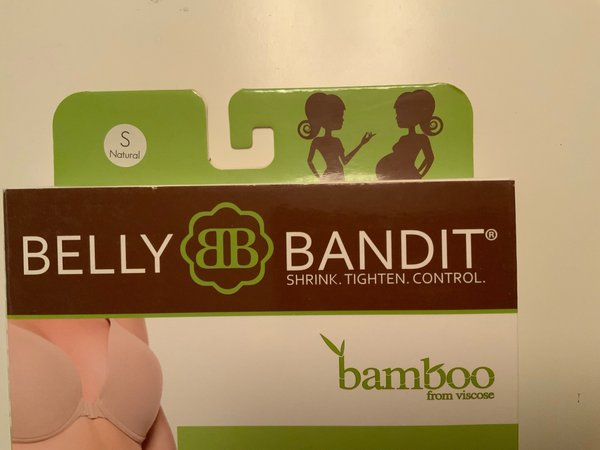 S
Natural
BELLY BB BANDIT®
SHRINK. TIGHTEN. CONTROL.
bamboo
from viscose